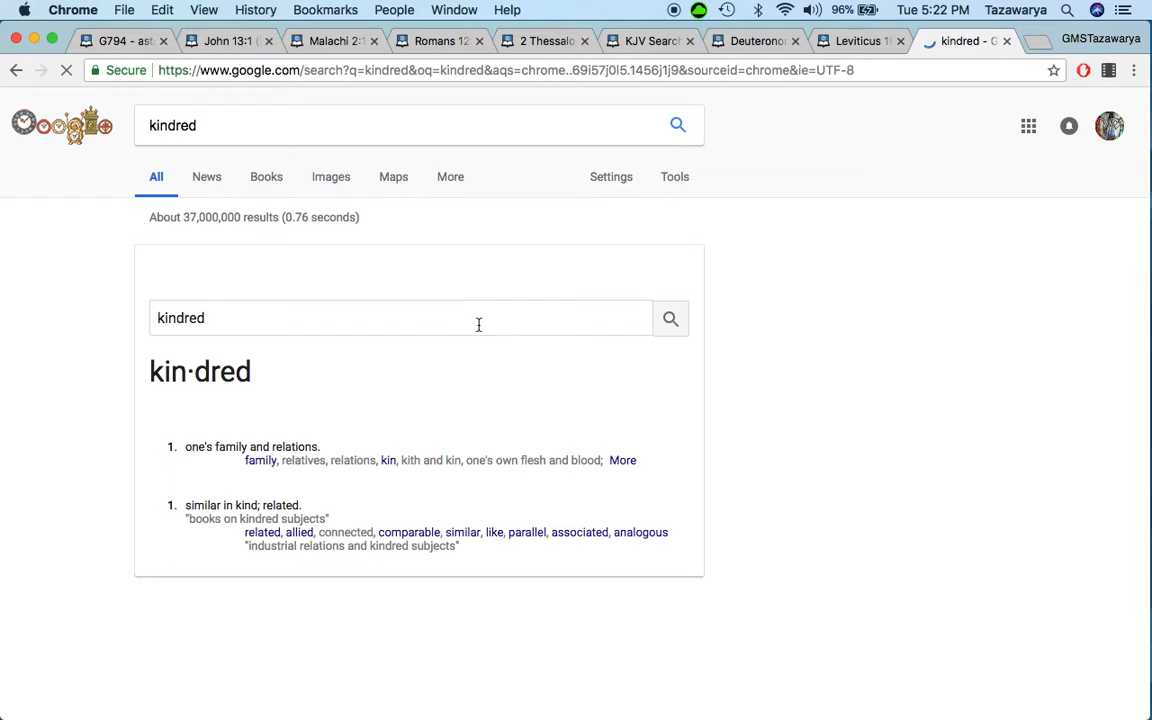 Chrome File Edit View History Bookmarks People Window Help 96% Tue 5:22 PM Tazawarya
G794 - ast John 13:1 ( Malachi 2:1 Romans 12: 2 Thessalo KJV Search Deuteronor Leviticus 19 kindred - G GMSTazawarya
Secure https://www.google.com/search?q=kindred&oq=kindred&aqs=chrome..69i57j0l5.1456j1j9&sourceid=chrome&ie=UTF-8
kindred
All News Books Images Maps More Settings Tools
About 37,000,000 results (0.76 seconds)
kindred
kin·dred
1. one's family and relations.
family, relatives, relations, kin, kith and kin, one's own flesh and blood; More
1. similar in kind; related.
"books on kindred subjects"
related, allied, connected, comparable, similar, like, parallel, associated, analogous
"industrial relations and kindred subjects"